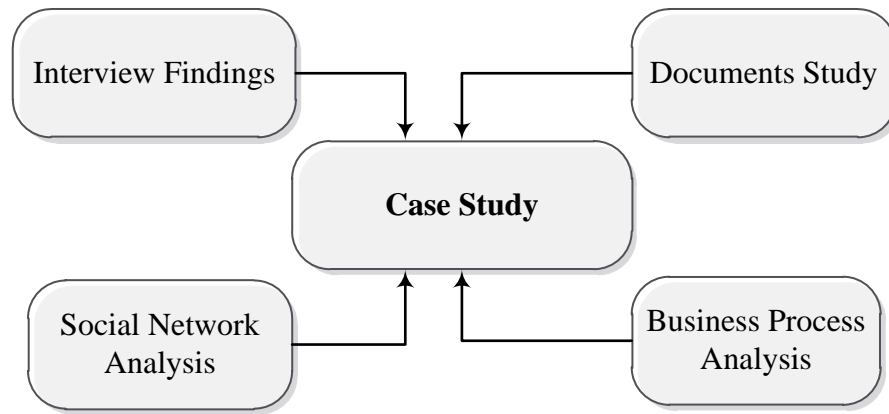 Interview Findings
Documents Study
Case Study
Social Network
Analysis
Business Process
Analysis